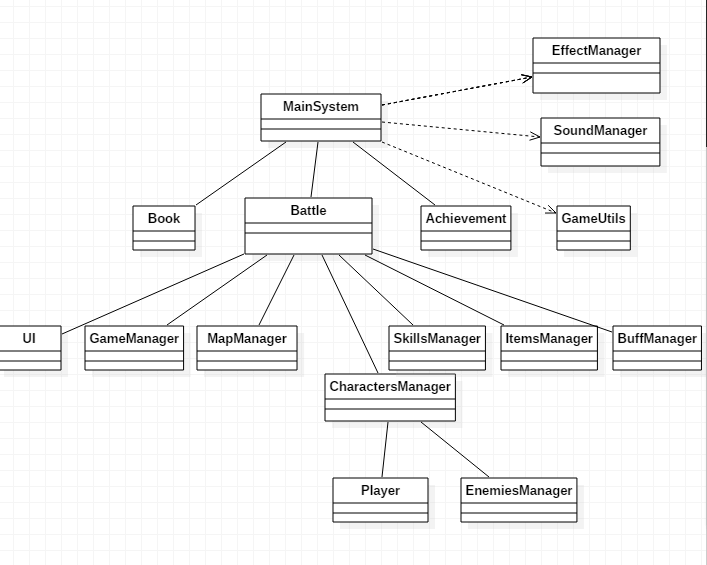 EffectManager
MainSystem
SoundManager
Book
Battle
Achievement
GameUtils
UI
GameManager
MapManager
SkillsManager
ItemsManager
BuffManager
CharactersManager
Player
EnemiesManager